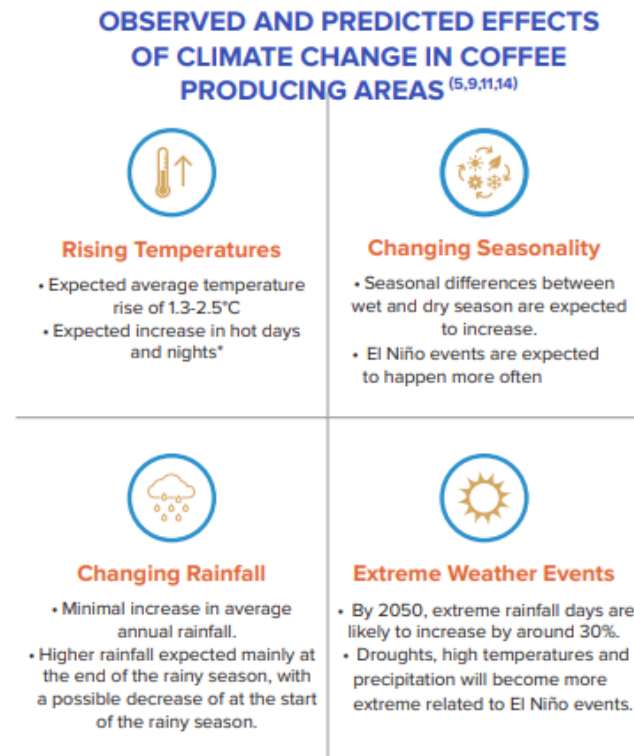 OBSERVED AND PREDICTED EFFECTS
OF CLIMATE CHANGE IN COFFEE
PRODUCING AREAS (5,9,11,14)
Rising Temperatures
• Expected average temperature
rise of 1.3-2.5°C
• Expected increase in hot days
and nights*
Changing Seasonality
• Seasonal differences between
wet and dry season are expected
to increase.
• El Niño events are expected
to happen more often
Changing Rainfall
• Minimal increase in average
annual rainfall.
• Higher rainfall expected mainly at
the end of the rainy season, with
a possible decrease of at the start
of the rainy season.
Extreme Weather Events
• By 2050, extreme rainfall days are
likely to increase by around 30%.
• Droughts, high temperatures and
precipitation will become more
extreme related to El Niño events.